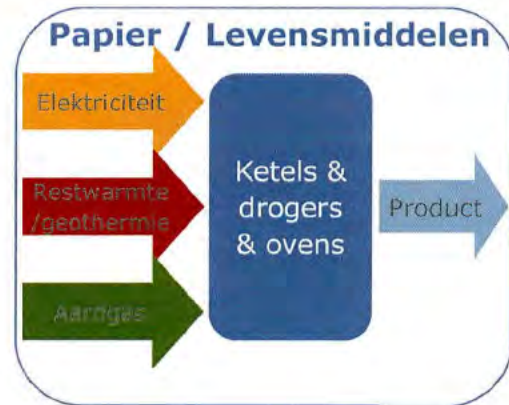 Papier / Levensmiddelen
Elektriciteit
Restwarmte
/geothermie
Aardgas
Ketels &
drogers
& ovens
Product